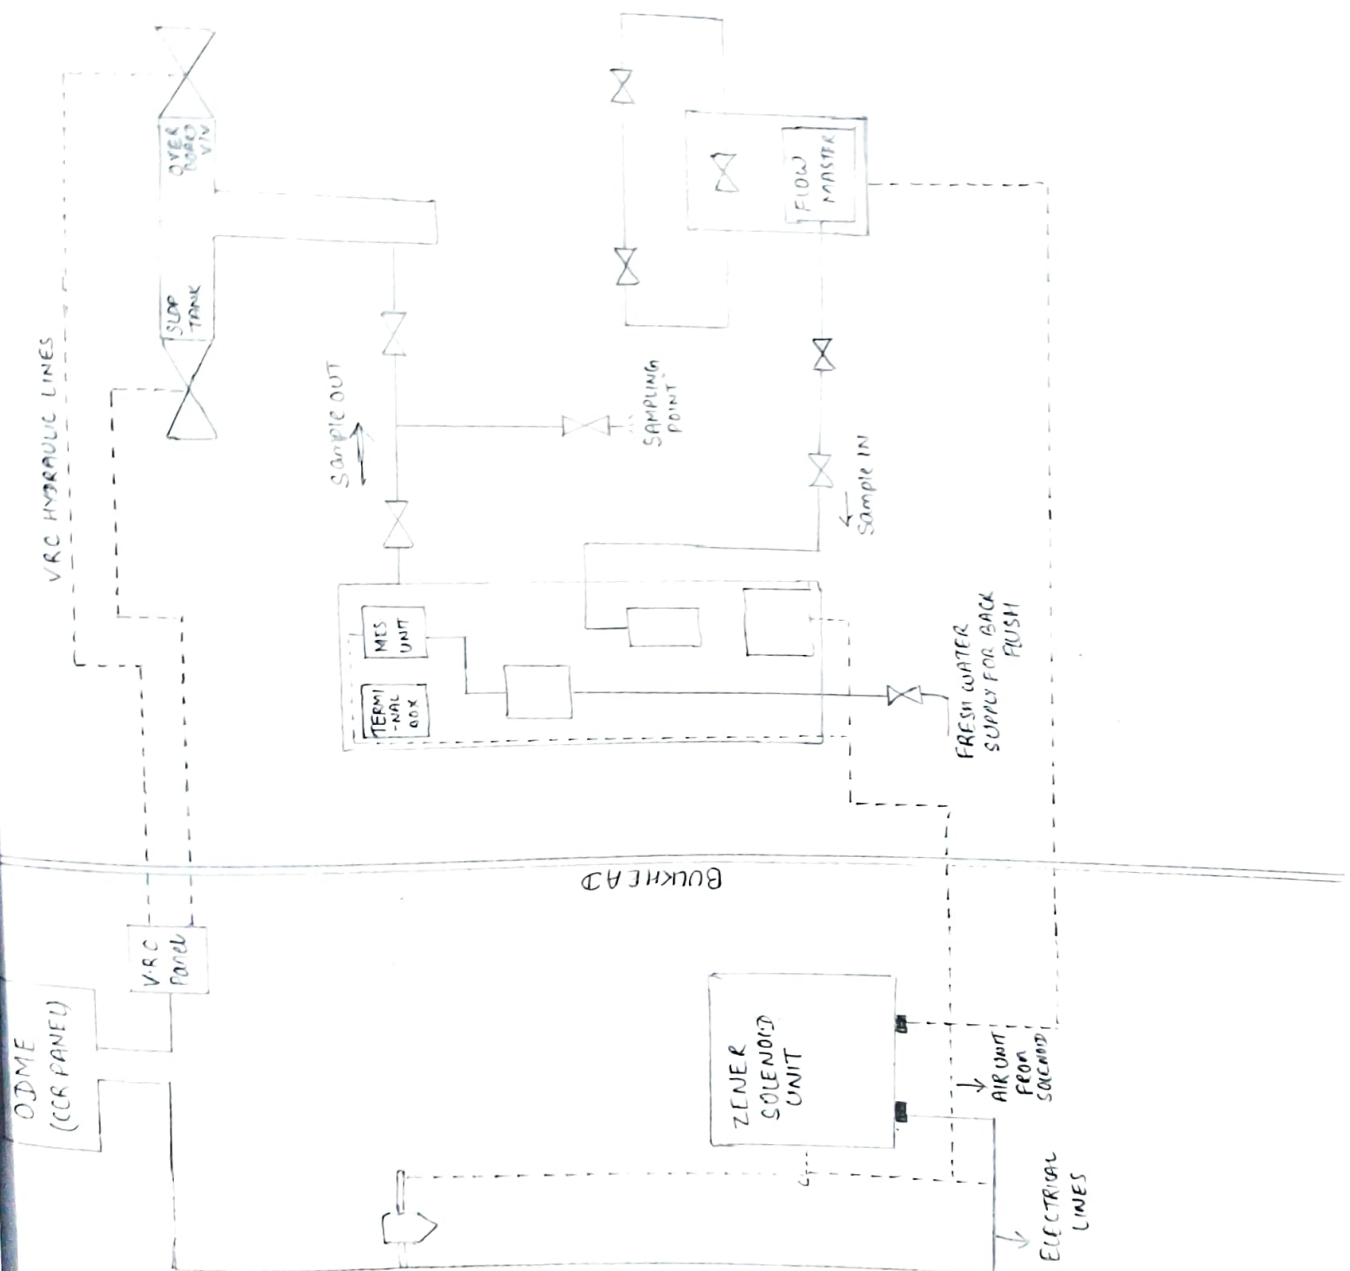 VRC HYDRAULIC LINES
OVER
BOARD
V/V
SLOP
TANK
Sample OUT
SAMPLING
POINT
FLOW
MASTER
Sample IN
MES
UNIT
TERMI
-NAL
BOX
FRESH WATER
SUPPLY FOR BACK
FLUSH
BULKHEAD
V.R.C
Panel
ODME
(CCR PANEL)
ZENER
SOLENOID
UNIT
AIR UNIT
FROM
SOLENOID
ELECTRICAL
LINES